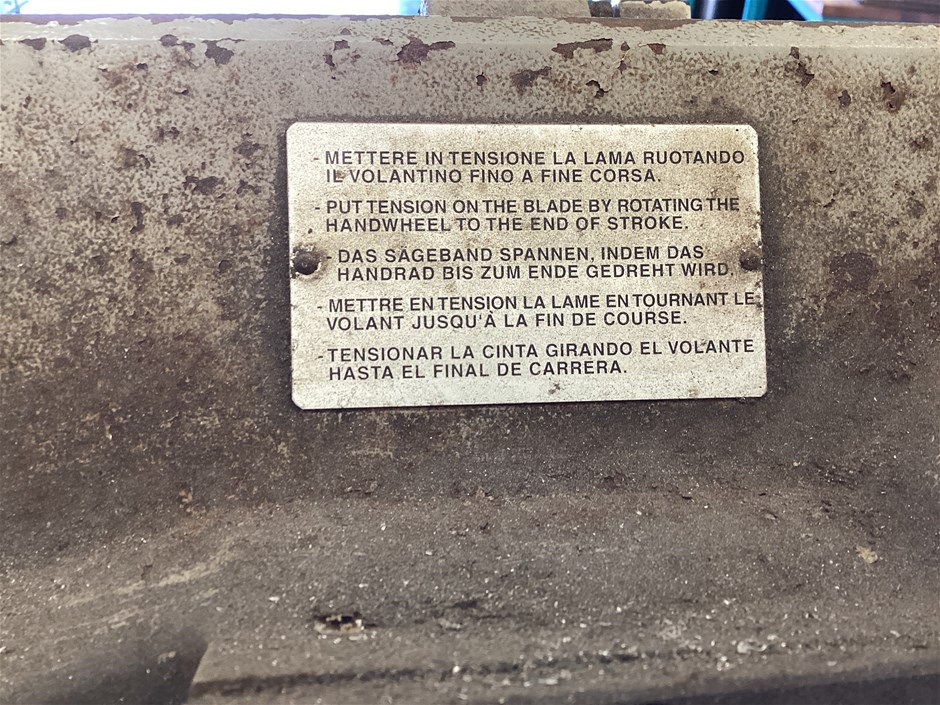 - METTERE IN TENSIONE LA LAMA RUOTANDO
IL VOLANTINO FINO A FINE CORSA.
- PUT TENSION ON THE BLADE BY ROTATING THE
HANDWHEEL TO THE END OF STROKE.
- DAS SÄGEBAND SPANNEN, INDEM DAS
HANDRAD BIS ZUM ENDE GEDREHT WIRD.
- METTRE EN TENSION LA LAME EN TOURNANT LE
VOLANT JUSQU'À LA FIN DE COURSE.
- TENSIONAR LA CINTA GIRANDO EL VOLANTE
HASTA EL FINAL DE CARRERA.